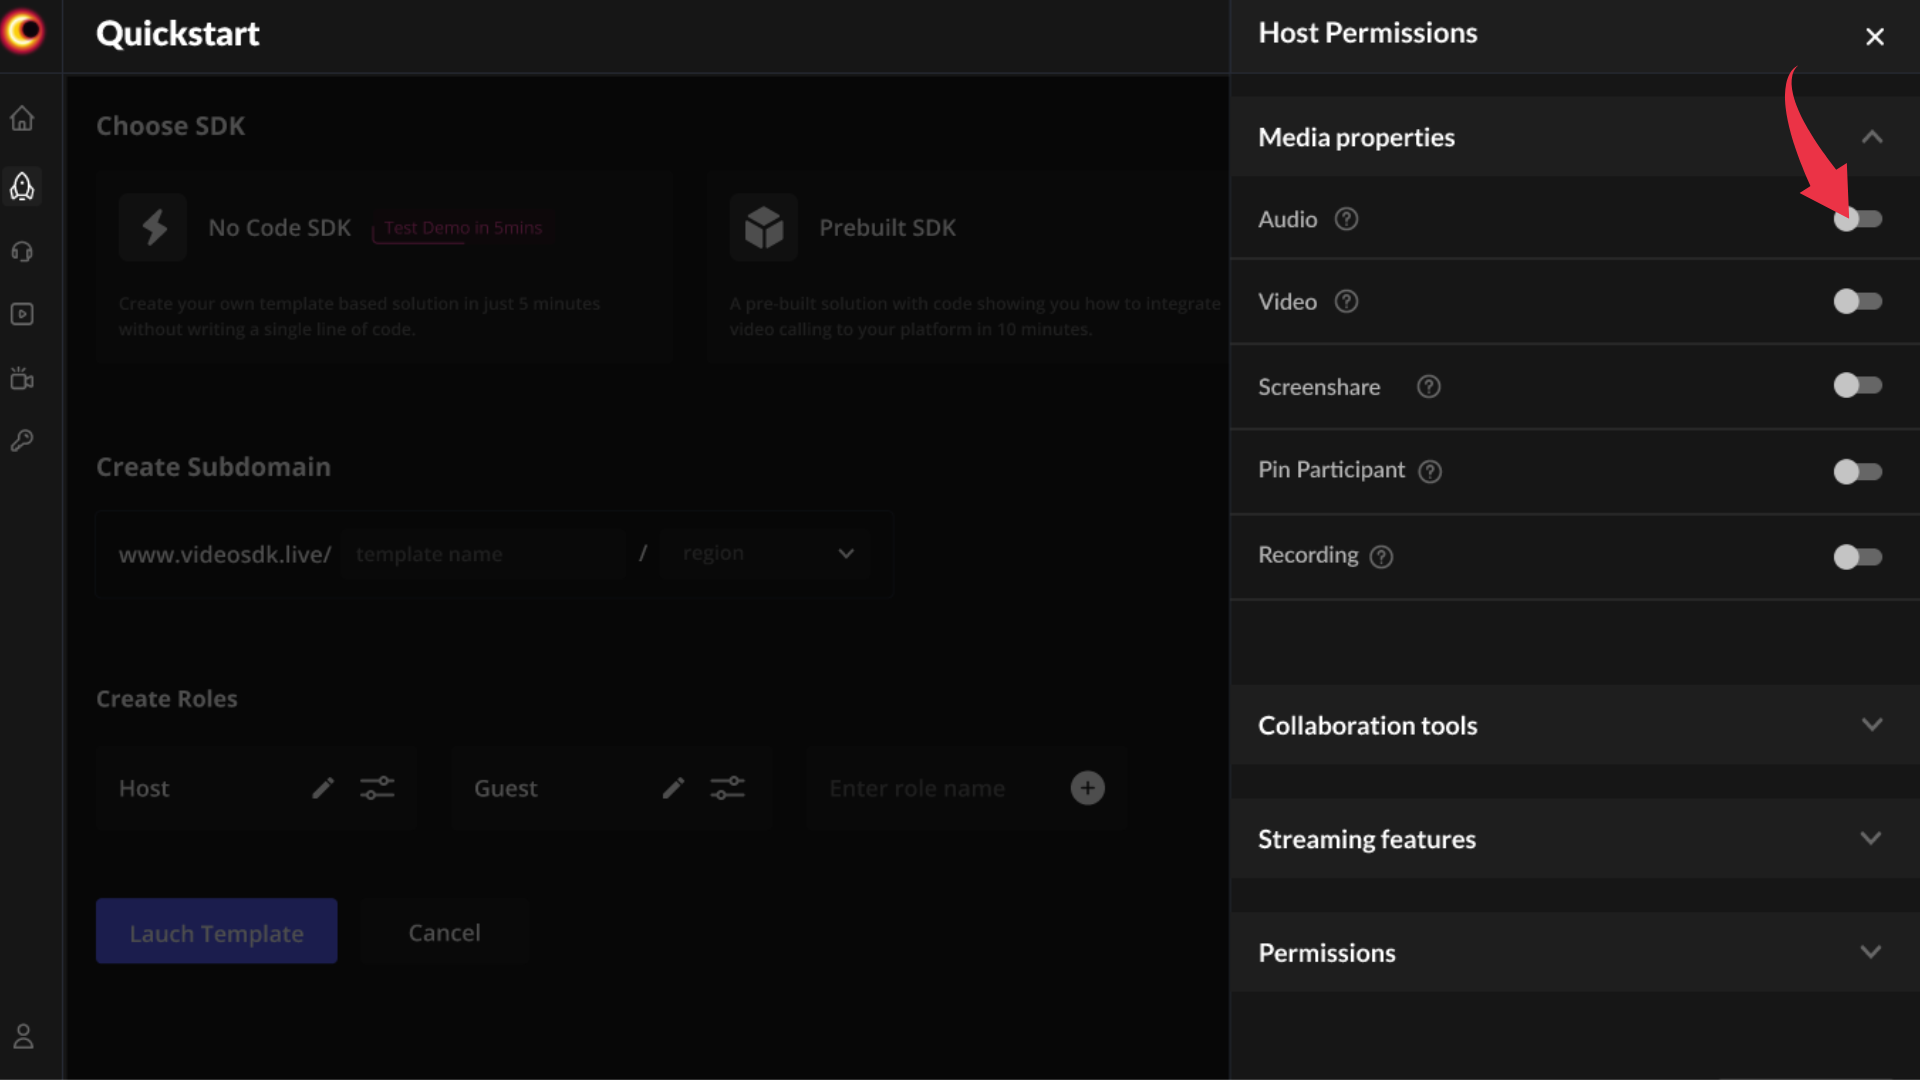 Quickstart
Choose SDK
No Code SDK
Test Demo in 5mins
Create your own template based solution in just 5 minutes
without writing a single line of code.
Prebuilt SDK
A pre-built solution with code showing you how to integrate
video calling to your platform in 10 minutes.
Create Subdomain
www.videosdk.live/ template name / region
Create Roles
Host
Guest
Enter role name
Lauch Template
Cancel
Host Permissions
Media properties
Audio
Video
Screenshare
Pin Participant
Recording
Collaboration tools
Streaming features
Permissions